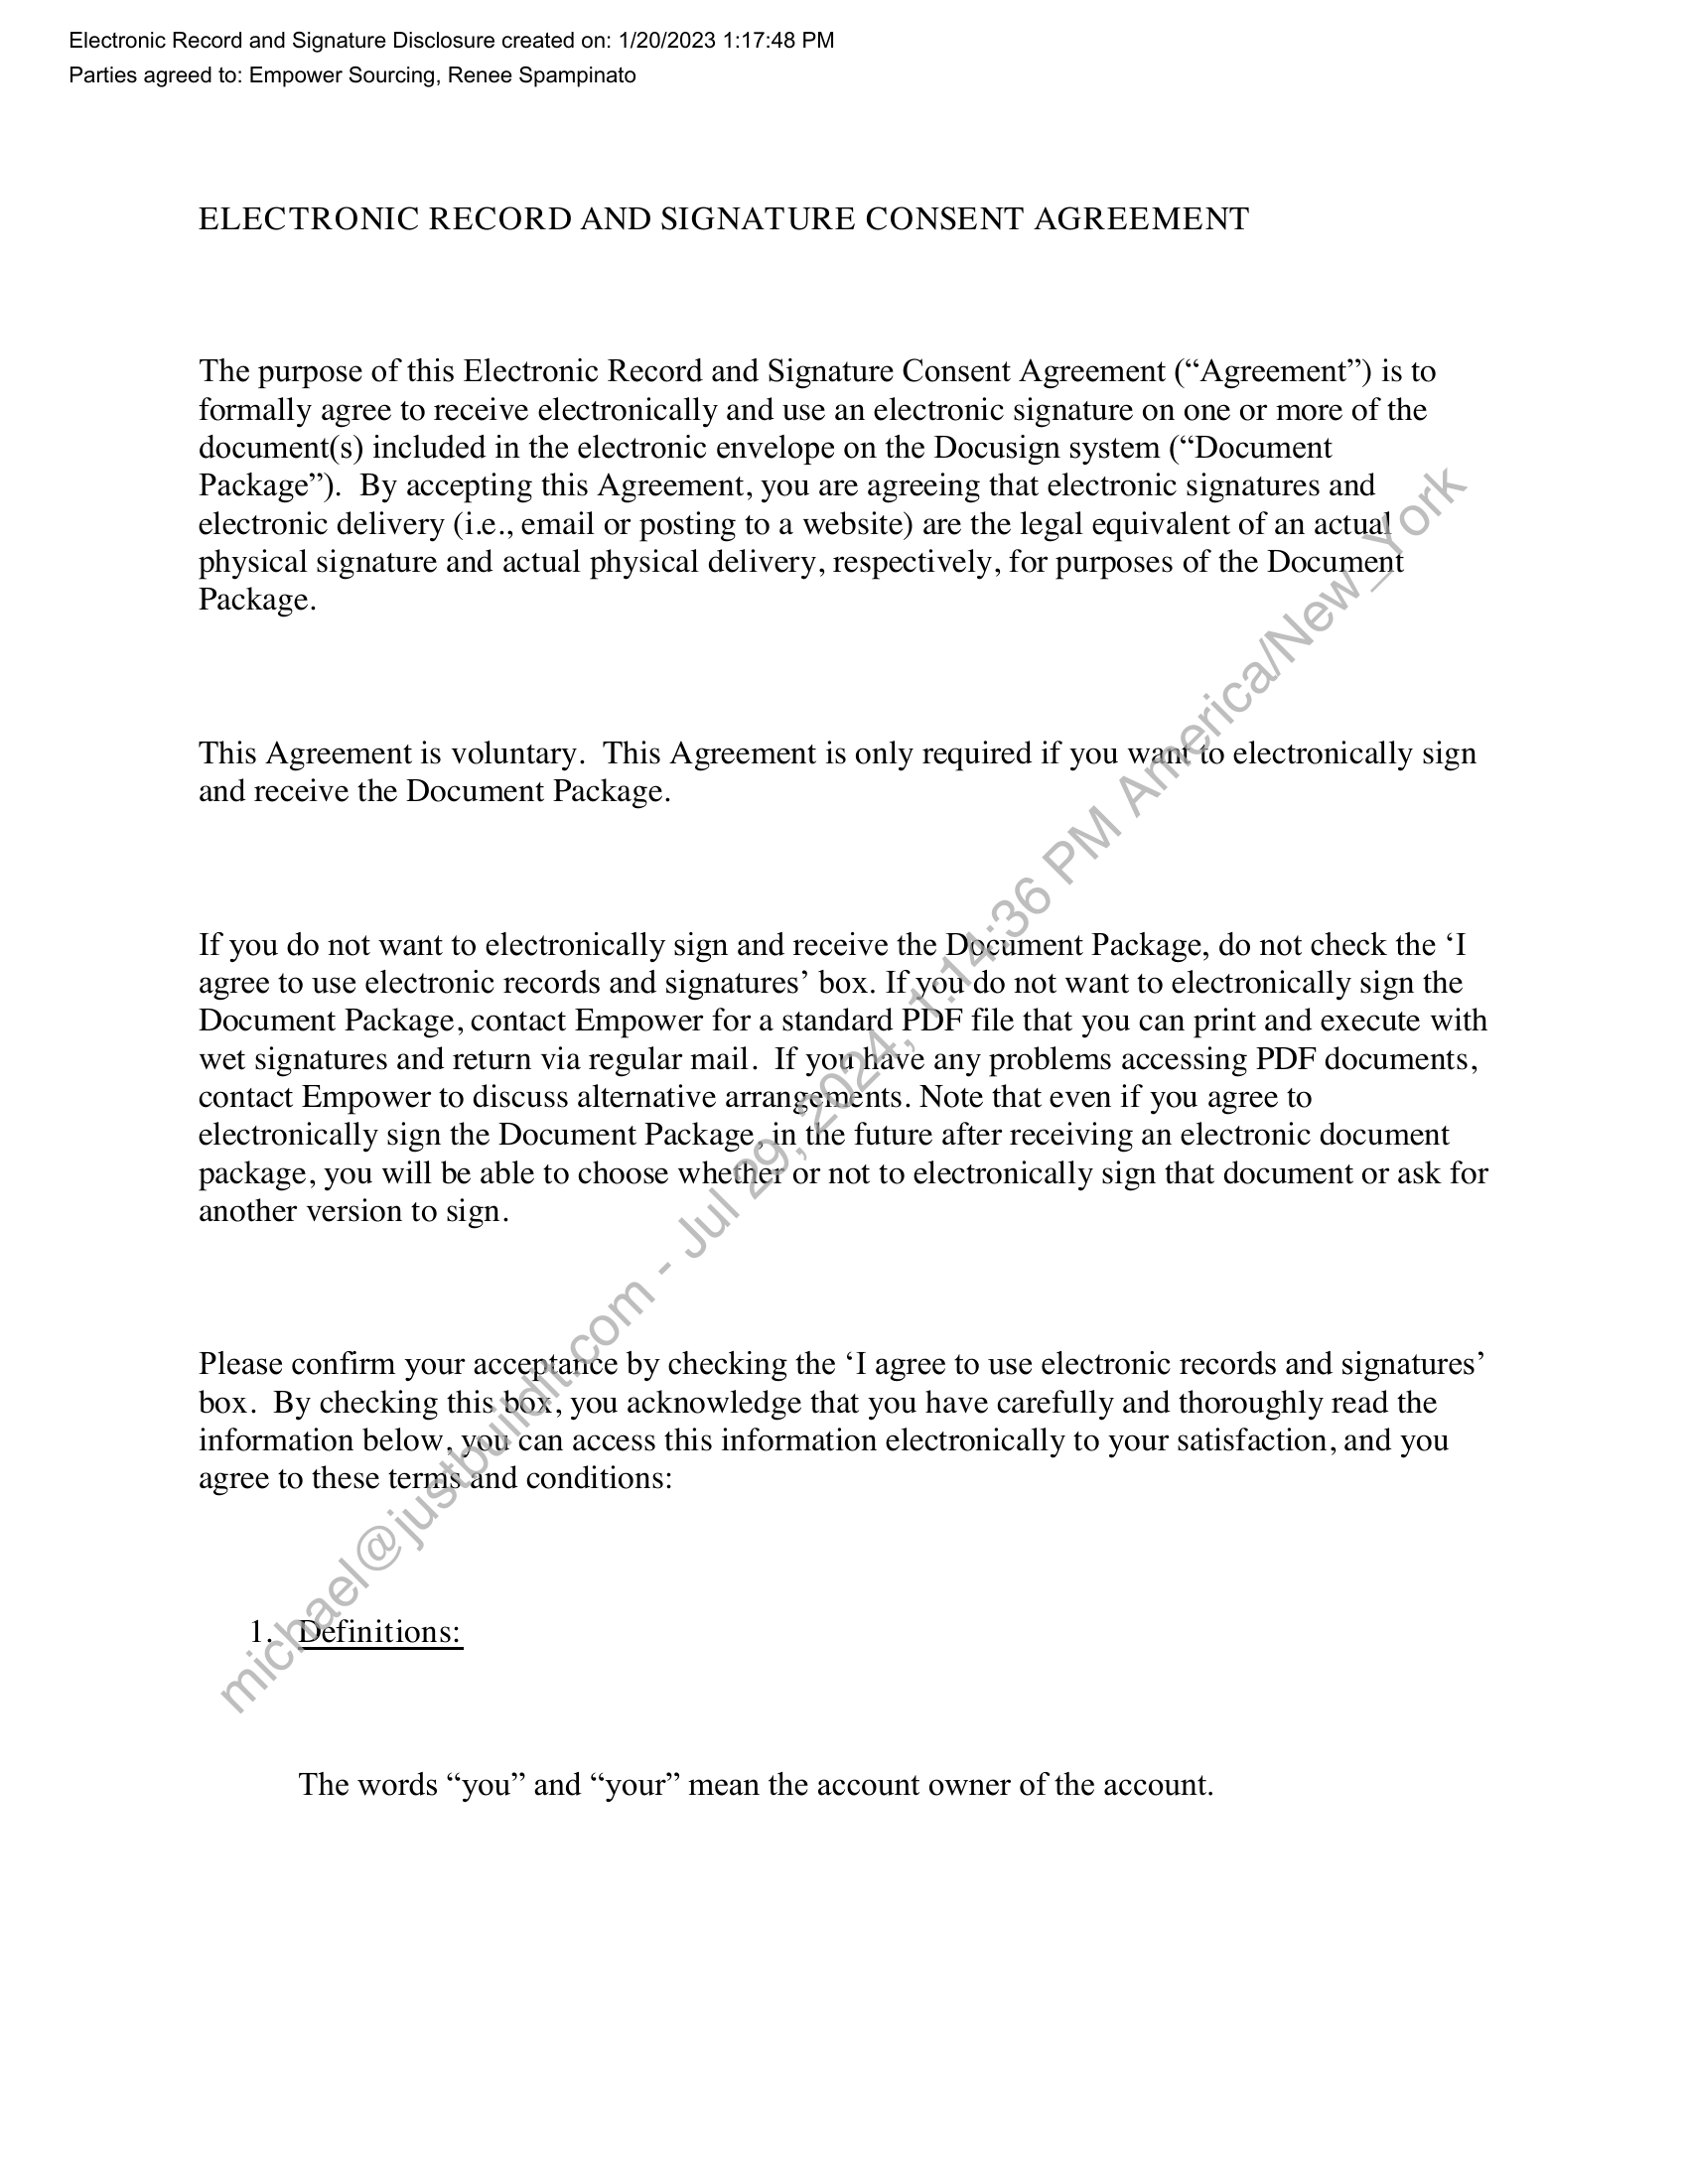 Electronic Record and Signature Disclosure created on: 1/20/2023 1:17:48 PM
Parties agreed to: Empower Sourcing, Renee Spampinato
ELECTRONIC RECORD AND SIGNATURE CONSENT AGREEMENT
The purpose of this Electronic Record and Signature Consent Agreement (“Agreement”) is to
formally agree to receive electronically and use an electronic signature on one or more of the
document(s) included in the electronic envelope on the Docusign system (“Document
Package”).  By accepting this Agreement, you are agreeing that electronic signatures and
electronic delivery (i.e., email or posting to a website) are the legal equivalent of an actual
physical signature and actual physical delivery, respectively, for purposes of the Document
Package.
This Agreement is voluntary.  This Agreement is only required if you want to electronically sign
and receive the Document Package.
If you do not want to electronically sign and receive the Document Package, do not check the ‘I
agree to use electronic records and signatures’ box. If you do not want to electronically sign the
Document Package, contact Empower for a standard PDF file that you can print and execute with
wet signatures and return via regular mail.  If you have any problems accessing PDF documents,
contact Empower to discuss alternative arrangements. Note that even if you agree to
electronically sign the Document Package, in the future after receiving an electronic document
package, you will be able to choose whether or not to electronically sign that document or ask for
another version to sign.
Please confirm your acceptance by checking the ‘I agree to use electronic records and signatures’
box.  By checking this box, you acknowledge that you have carefully and thoroughly read the
information below, you can access this information electronically to your satisfaction, and you
agree to these terms and conditions:
1. Definitions:
The words “you” and “your” mean the account owner of the account.
michael@justbuildit.com - Jul 29, 2024, 1:14:36 PM America/New_York